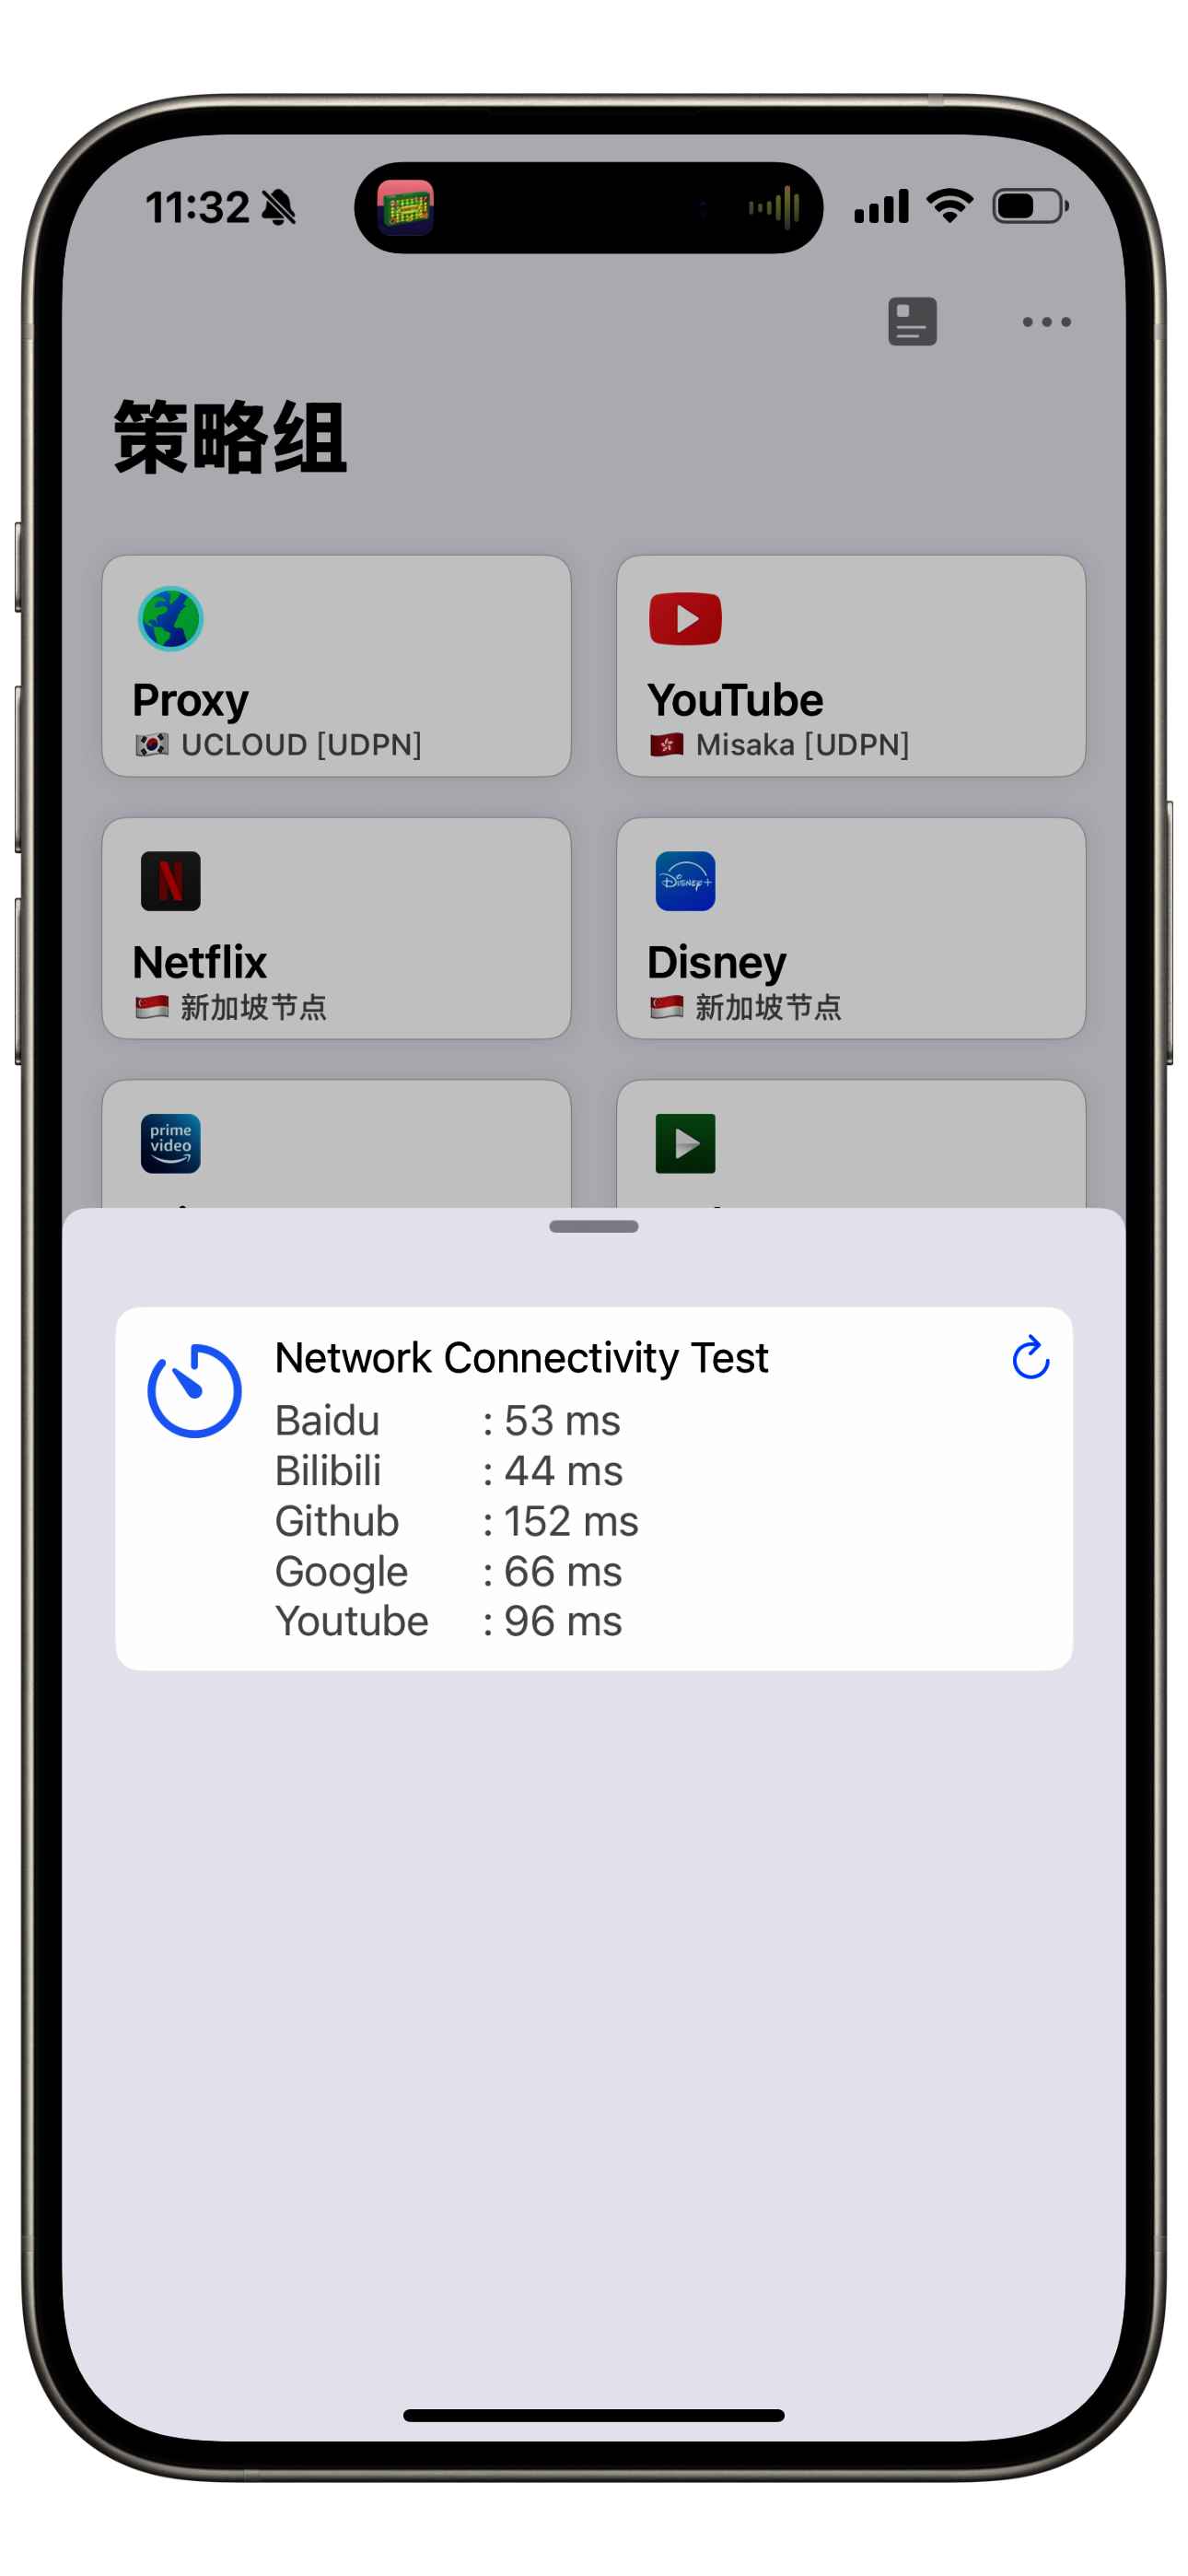 11:32
策略组
Proxy
🇰🇷 UCLOUD [UDPN]
YouTube
🇭🇰 Misaka [UDPN]
N
Netflix
🇸🇬 新加坡节点
Disney+
Disney
🇸🇬 新加坡节点
prime
video
Network Connectivity Test
Baidu : 53 ms
Bilibili : 44 ms
Github : 152 ms
Google : 66 ms
Youtube : 96 ms